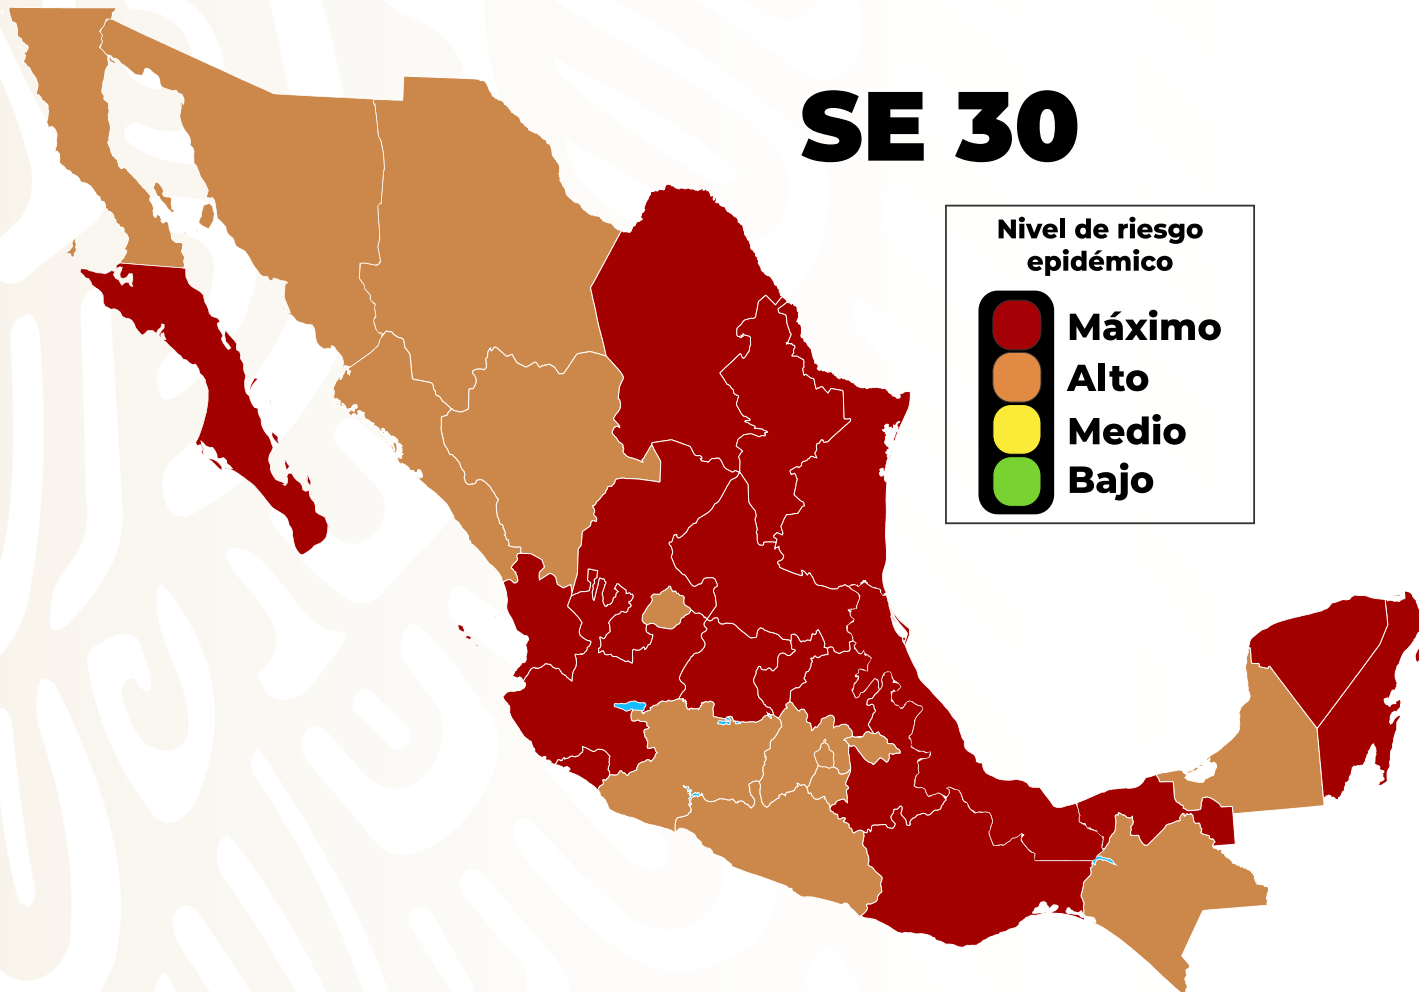 SE 30
Nivel de riesgo
epidémico
Máximo
Alto
Medio
Bajo